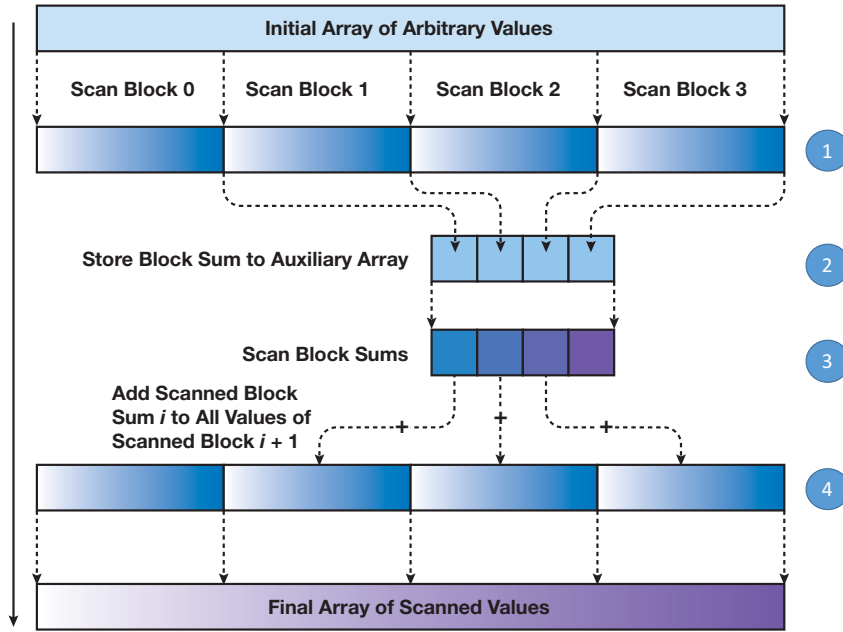 Initial Array of Arbitrary Values
Scan Block 0
Scan Block 1
Scan Block 2
Scan Block 3
1
Store Block Sum to Auxiliary Array
2
Scan Block Sums
3
Add Scanned Block
Sum i to All Values of
Scanned Block i + 1
+
+
+
4
Final Array of Scanned Values